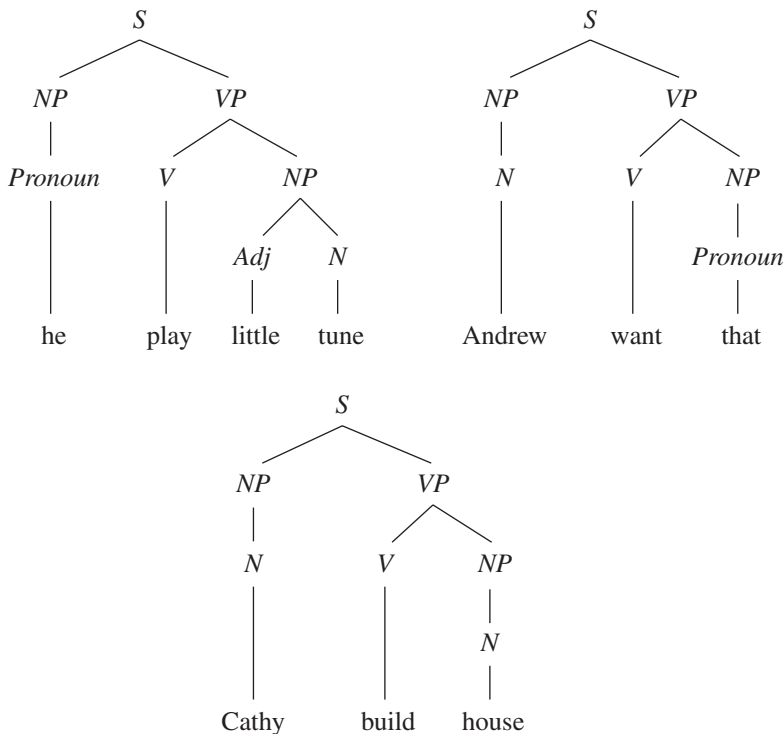 S S
NP VP NP VP
Pronoun V NP N V NP
Adj N Pronoun
he play little tune Andrew want that
S
NP VP
N V NP
N
Cathy build house